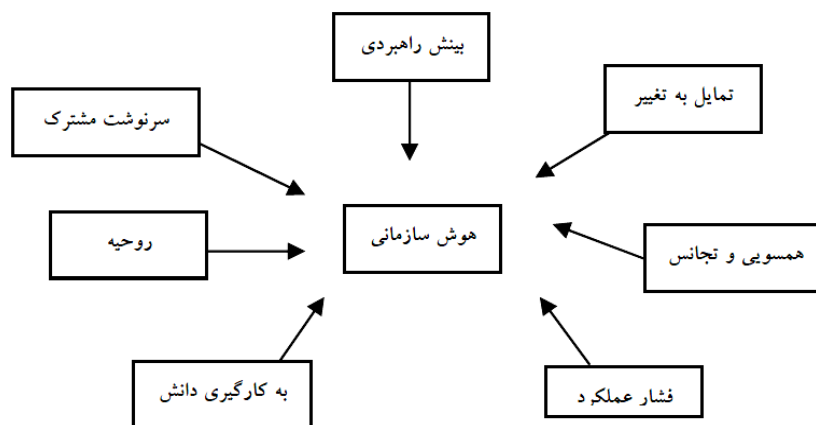 بینش راهبردی
تمایل به تغییر
سرنوشت مشترک
هوش سازمانی
روحیه
همسویی و تجانس
به کارگیری دانش
فشار عملکرد